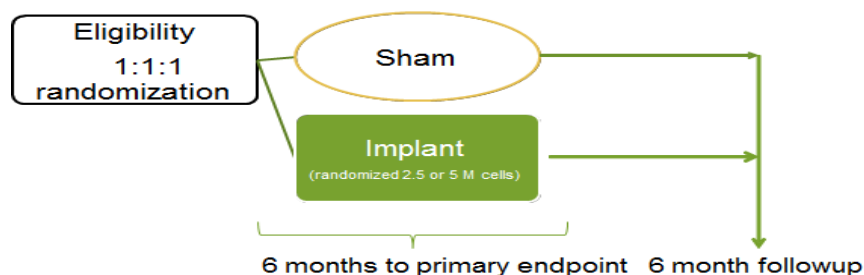 Eligibility
1:1:1
randomization
Sham
Implant
(randomized 2.5 or 5 M cells)
6 months to primary endpoint
6 month followup